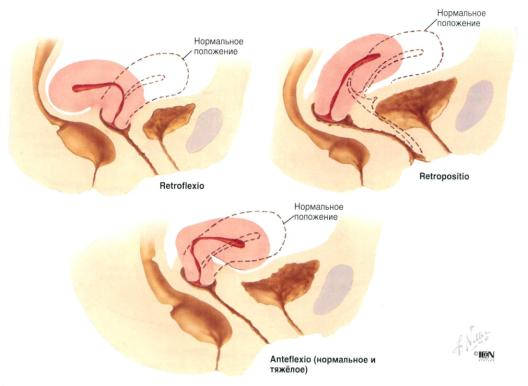 Нормальное
положение
Retroflexio
Нормальное
положение
Retropositio
Нормальное
положение
Anteflexio (нормальное и
тяжёлое)